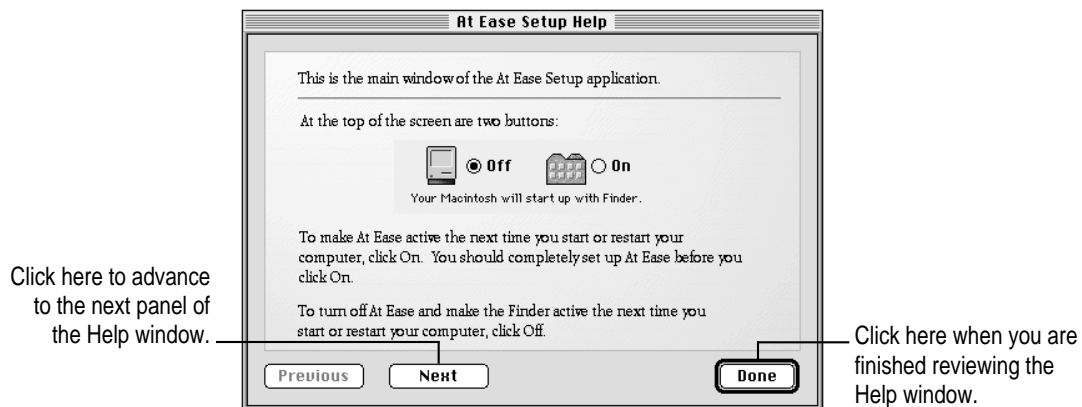 At Ease Setup Help
This is the main window of the At Ease Setup application.
At the top of the screen are two buttons:
Off
On
Your Macintosh will start up with Finder.
To make At Ease active the next time you start or restart your
computer, click On. You should completely set up At Ease before you
click On.
To turn off At Ease and make the Finder active the next time you
start or restart your computer, click Off.
Previous
Next
Done
Click here to advance
to the next panel of
the Help window.
Click here when you are
finished reviewing the
Help window.